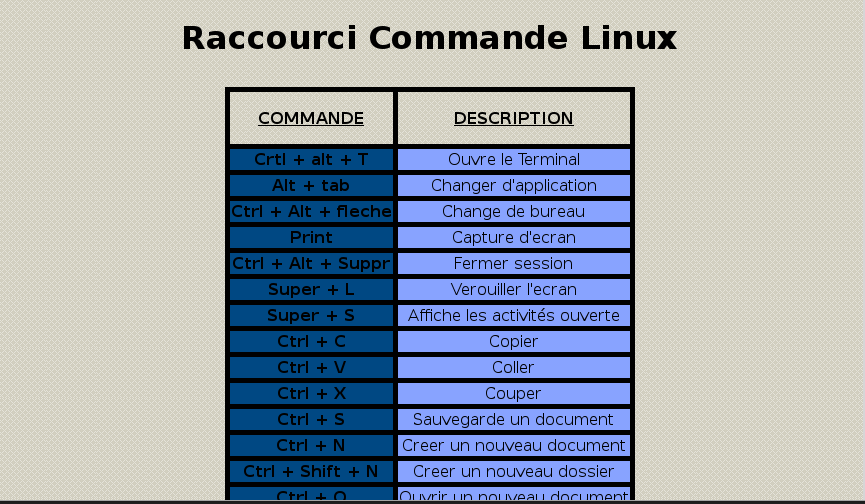 Raccourci Commande Linux
COMMANDE DESCRIPTION
Crtl + alt + T Ouvre le Terminal
Alt + tab Changer d'application
Ctrl + Alt + fleche Change de bureau
Print Capture d'ecran
Ctrl + Alt + Suppr Fermer session
Super + L Verouiller l'ecran
Super + S Affiche les activités ouverte
Ctrl + C Copier
Ctrl + V Coller
Ctrl + X Couper
Ctrl + S Sauvegarde un document
Ctrl + N Creer un nouveau document
Ctrl + Shift + N Creer un nouveau dossier
Ctrl + O Ouvrir un nouveau document